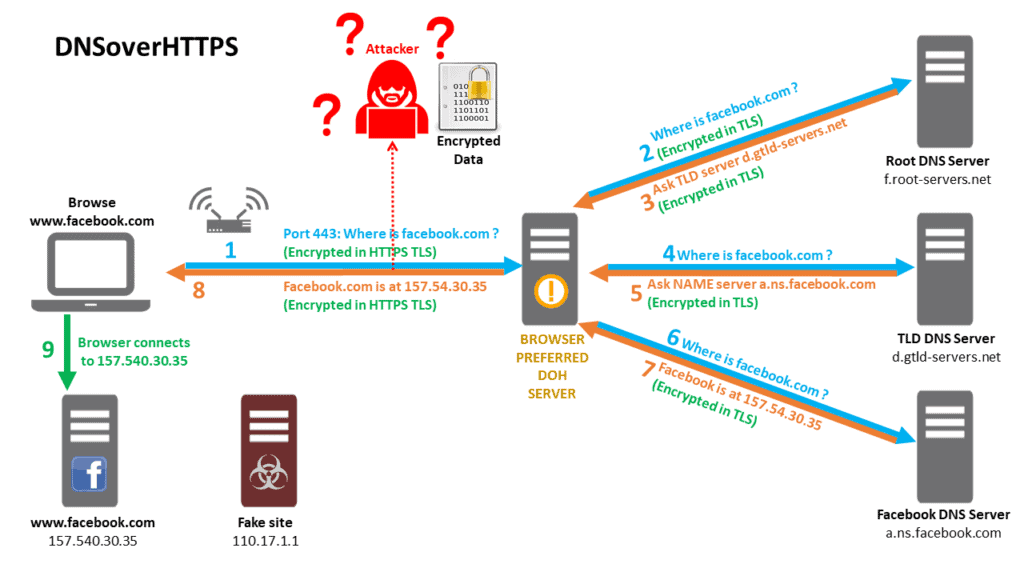 DNSoverHTTPS
?
?
?
Attacker
010
111
1100110
1101101
1100001
Encrypted
Data
Browse
www.facebook.com
1
Port 443: Where is facebook.com ?
(Encrypted in HTTPS TLS)
8
Facebook.com is at 157.54.30.35
(Encrypted in HTTPS TLS)
9
Browser connects
to 157.540.30.35
f
www.facebook.com
157.540.30.35
Fake site
110.17.1.1
!
BROWSER
PREFERRED
DOH
SERVER
2
Where is facebook.com ?
(Encrypted in TLS)
3
Ask TLD server d.gtld-servers.net
(Encrypted in TLS)
Root DNS Server
f.root-servers.net
4
Where is facebook.com ?
5
Ask NAME server a.ns.facebook.com
(Encrypted in TLS)
TLD DNS Server
d.gtld-servers.net
6
Where is facebook.com ?
7
Facebook is at 157.54.30.35
(Encrypted in TLS)
Facebook DNS Server
a.ns.facebook.com